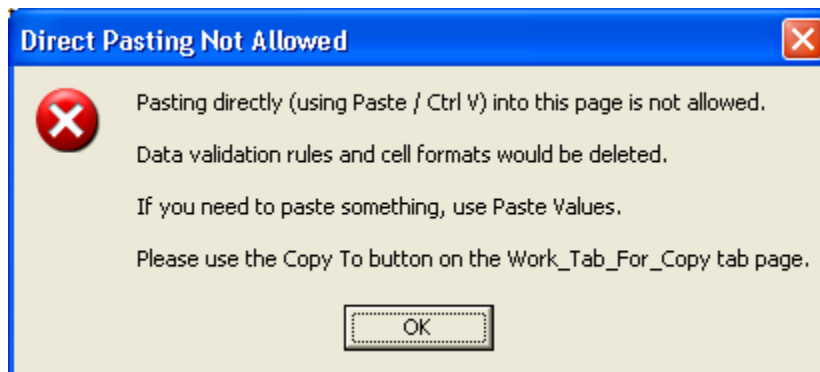 Direct Pasting Not Allowed
Pasting directly (using Paste / Ctrl V) into this page is not allowed.
Data validation rules and cell formats would be deleted.
If you need to paste something, use Paste Values.
Please use the Copy To button on the Work_Tab_For_Copy tab page.
OK